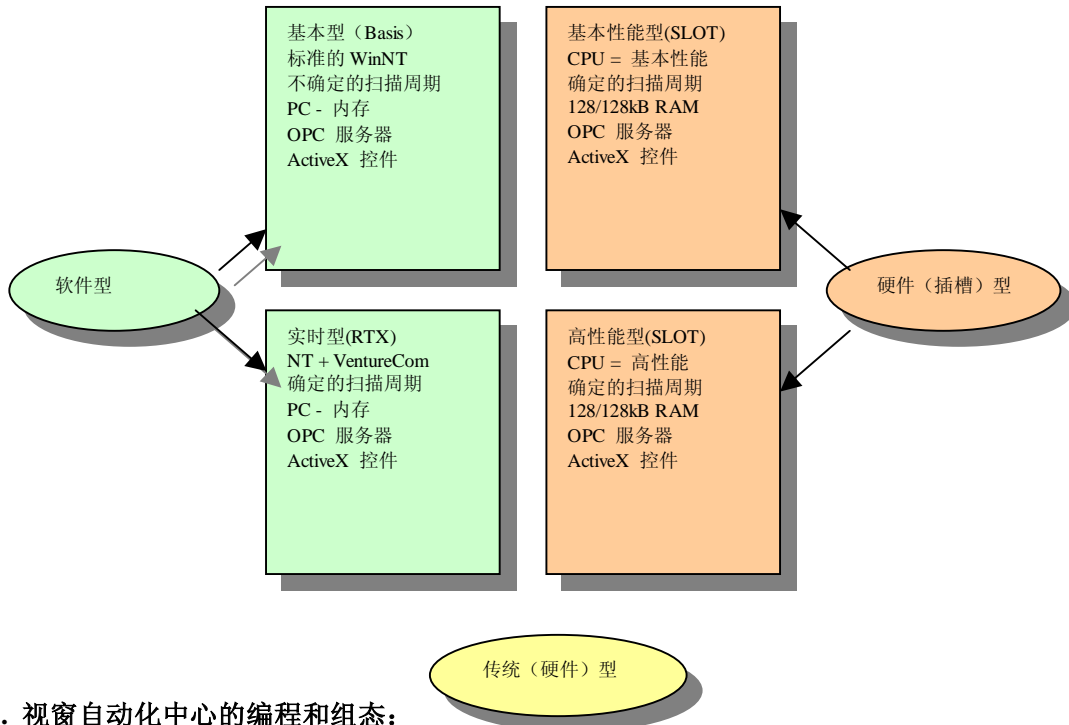 基本型（Basis）
标准的 WinNT
不确定的扫描周期
PC - 内存
OPC 服务器
ActiveX 控件
基本性能型(SLOT)
CPU = 基本性能
确定的扫描周期
128/128kB RAM
OPC 服务器
ActiveX 控件
软件型
硬件（插槽）型
实时型(RTX)
NT + VentureCom
确定的扫描周期
PC - 内存
OPC 服务器
ActiveX 控件
高性能型(SLOT)
CPU = 高性能
确定的扫描周期
128/128kB RAM
OPC 服务器
ActiveX 控件
传统（硬件）型
. 视窗自动化中心的编程和组态：